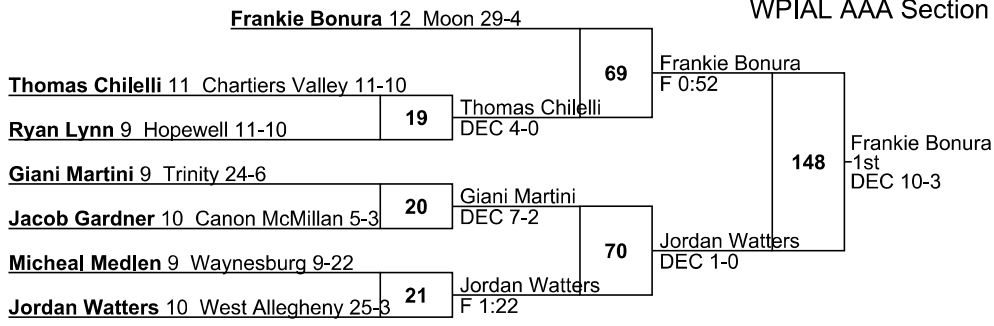 WPIAL AAA Section
Frankie Bonura 12 Moon 29-4
69
Frankie Bonura
F 0:52
Thomas Chilelli 11 Chartiers Valley 11-10
19
Thomas Chilelli
DEC 4-0
Ryan Lynn 9 Hopewell 11-10
148
Frankie Bonura
1st
DEC 10-3
Giani Martini 9 Trinity 24-6
20
Giani Martini
DEC 7-2
Jacob Gardner 10 Canon McMillan 5-3
70
Jordan Watters
DEC 1-0
Micheal Medlen 9 Waynesburg 9-22
21
Jordan Watters
F 1:22
Jordan Watters 10 West Allegheny 25-3